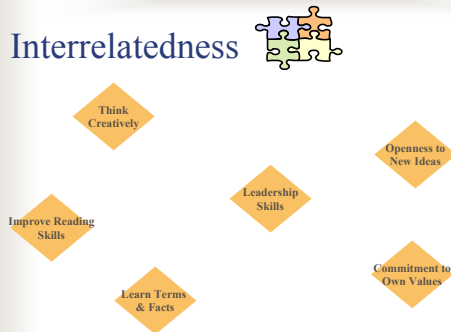 Interrelatedness
Think
Creatively
Openness to
New Ideas
Leadership
Skills
Improve Reading
Skills
Commitment to
Own Values
Learn Terms
& Facts